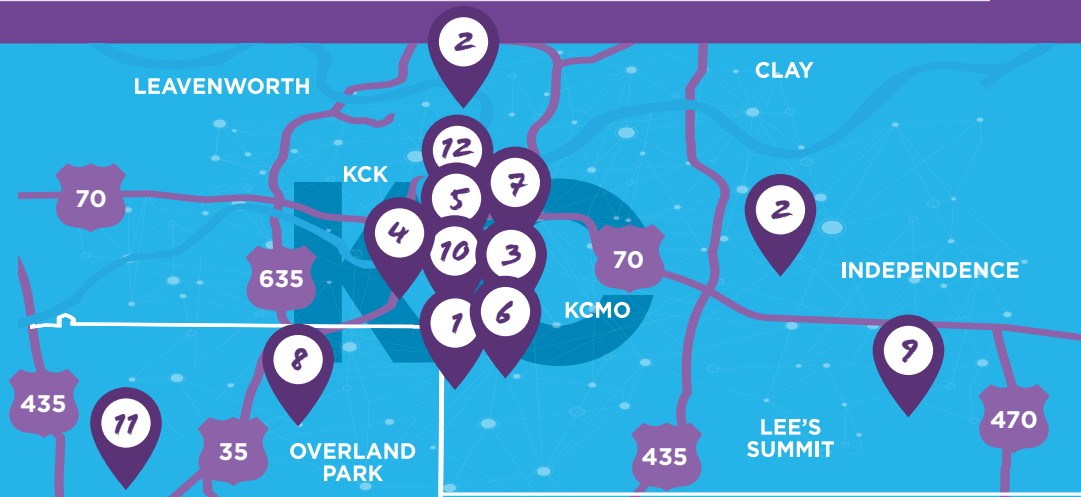 2
CLAY
LEAVENWORTH
12
KCK
7
70
5
4
2
10
3
70
INDEPENDENCE
635
KC
KCMO
1
6
8
9
435
11
470
35
OVERLAND
PARK
LEE'S
SUMMIT
435